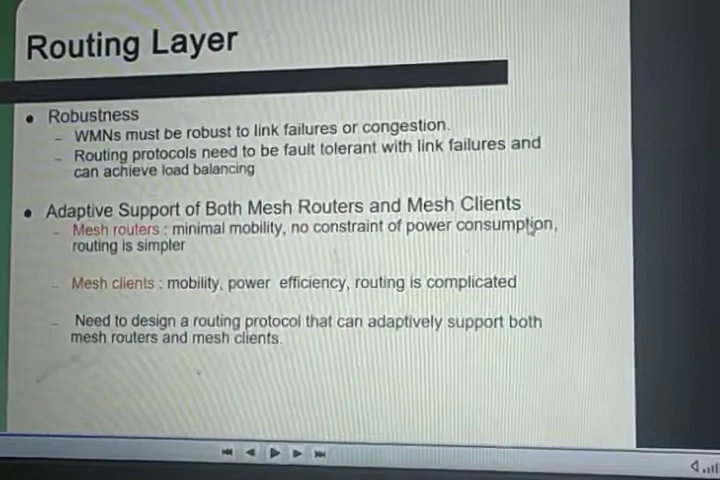 Routing Layer
● Robustness
– WMNs must be robust to link failures or congestion.
– Routing protocols need to be fault tolerant with link failures and
can achieve load balancing
● Adaptive Support of Both Mesh Routers and Mesh Clients
– Mesh routers : minimal mobility, no constraint of power consumption,
routing is simpler
– Mesh clients : mobility, power efficiency, routing is complicated
– Need to design a routing protocol that can adaptively support both
mesh routers and mesh clients.